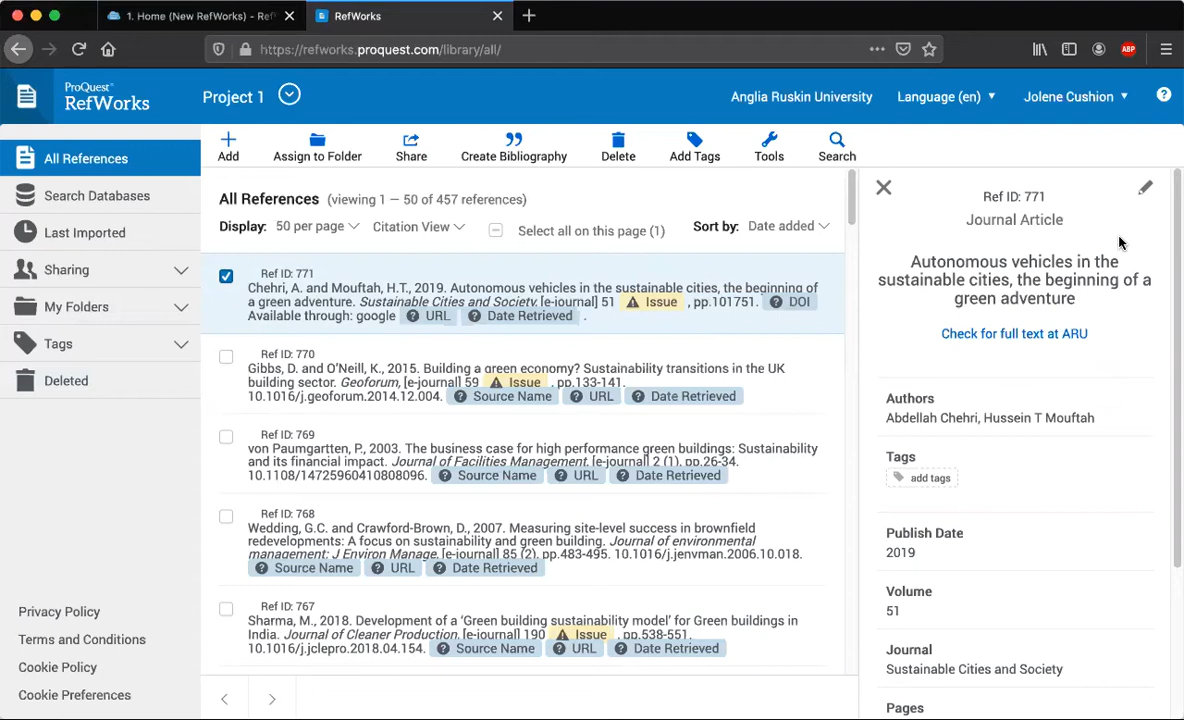 1. Home (New RefWorks) - Ref
RefWorks
https://refworks.proquest.com/library/all/
ABP
ProQuest
RefWorks
Project 1
Anglia Ruskin University
Language (en)
Jolene Cushion
All References
Search Databases
Last Imported
Sharing
My Folders
Tags
Deleted
Privacy Policy
Terms and Conditions
Cookie Policy
Cookie Preferences
Add
Assign to Folder
Share
Create Bibliography
Delete
Add Tags
Tools
Search
All References (viewing 1 — 50 of 457 references)
Display: 50 per page Citation View Select all on this page (1) Sort by: Date added
Ref ID: 771
Chehri, A. and Mouftah, H.T., 2019. Autonomous vehicles in the sustainable cities, the beginning of
a green adventure. Sustainable Cities and Society, [e-journal] 51 Issue , pp.101751. DOI
Available through: google URL Date Retrieved .
Ref ID: 770
Gibbs, D. and O'Neill, K., 2015. Building a green economy? Sustainability transitions in the UK
building sector. Geoforum, [e-journal] 59 Issue , pp.133-141.
10.1016/j.geoforum.2014.12.004. Source Name URL Date Retrieved
Ref ID: 769
von Paumgartten, P., 2003. The business case for high performance green buildings: Sustainability
and its financial impact. Journal of Facilities Management, [e-journal] 2 (1), pp.26-34.
10.1108/14725960410808096. Source Name URL Date Retrieved
Ref ID: 768
Wedding, G.C. and Crawford-Brown, D., 2007. Measuring site-level success in brownfield
redevelopments: A focus on sustainability and green building. Journal of environmental
management: J Environ Manage, [e-journal] 85 (2), pp.483-495. 10.1016/j.jenvman.2006.10.018.
Source Name URL Date Retrieved
Ref ID: 767
Sharma, M., 2018. Development of a 'Green building sustainability model' for Green buildings in
India. Journal of Cleaner Production, [e-journal] 190 Issue , pp.538-551.
10.1016/j.jclepro.2018.04.154. Source Name URL Date Retrieved
Ref ID: 771
Journal Article
Autonomous vehicles in the
sustainable cities, the beginning of a
green adventure
Check for full text at ARU
Authors
Abdellah Chehri, Hussein T Mouftah
Tags
add tags
Publish Date
2019
Volume
51
Journal
Sustainable Cities and Society
Pages